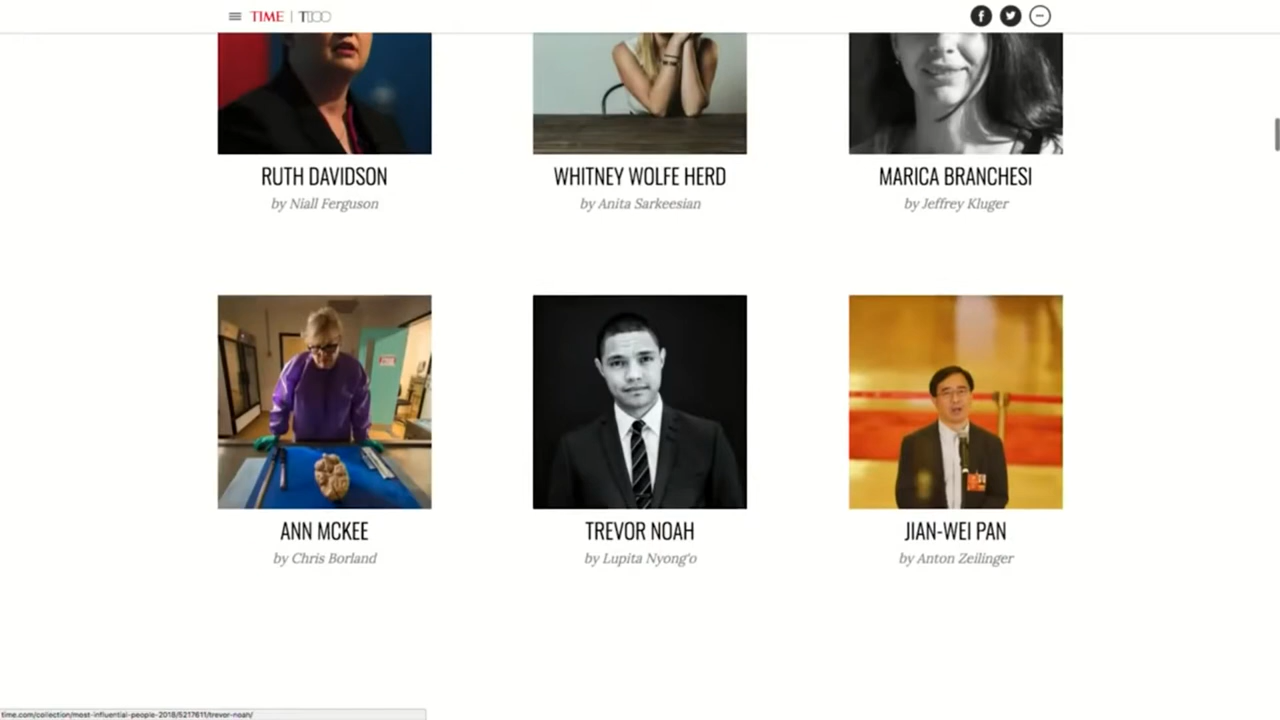 TIME | T100
RUTH DAVIDSON
by Niall Ferguson
WHITNEY WOLFE HERD
by Anita Sarkeesian
MARICA BRANCHESI
by Jeffrey Kluger
ANN MCKEE
by Chris Borland
TREVOR NOAH
by Lupita Nyong'o
JIAN-WEI PAN
by Anton Zeilinger
time.com/collection/most-influential-people-2018/5217611/trevor-noah/